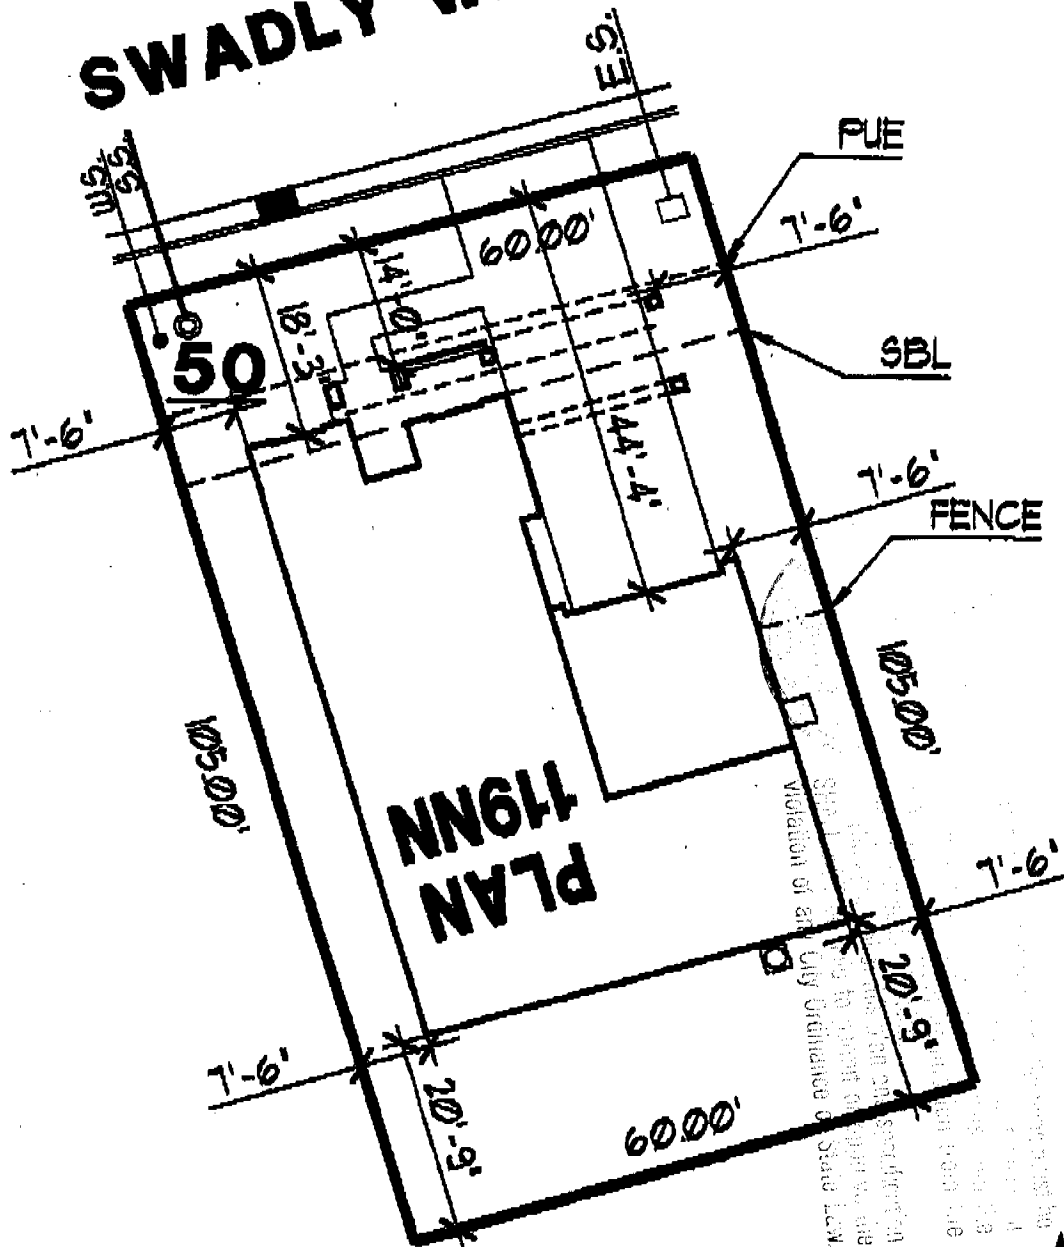 SWADLY
W.S.
S.S.
E.S.
PUE
7'-6"
60.00'
14'-0"
18'-3"
50
SBL
7'-6"
44'-4"
7'-6"
FENCE
105.00'
105.00'
PLAN
119NN
7'-6"
20'-9"
7'-6"
20'-9"
60.00'
violation of any City Ordinance or State Law.